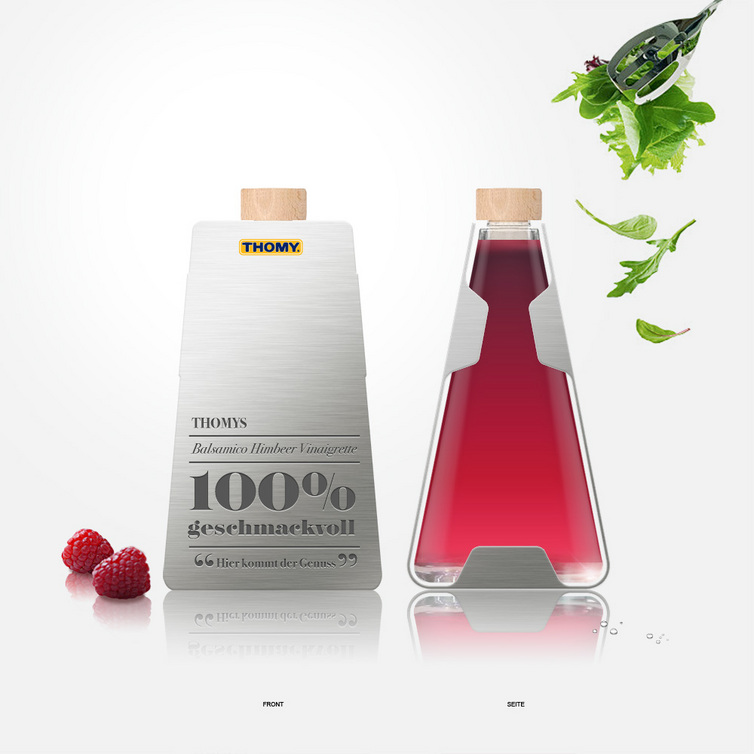 THOMY.
THOMYS
Balsamico Himbeer Vinaigrette
100%
geschmackvoll
“Hier kommt der Genuss”
FRONT
SEITE